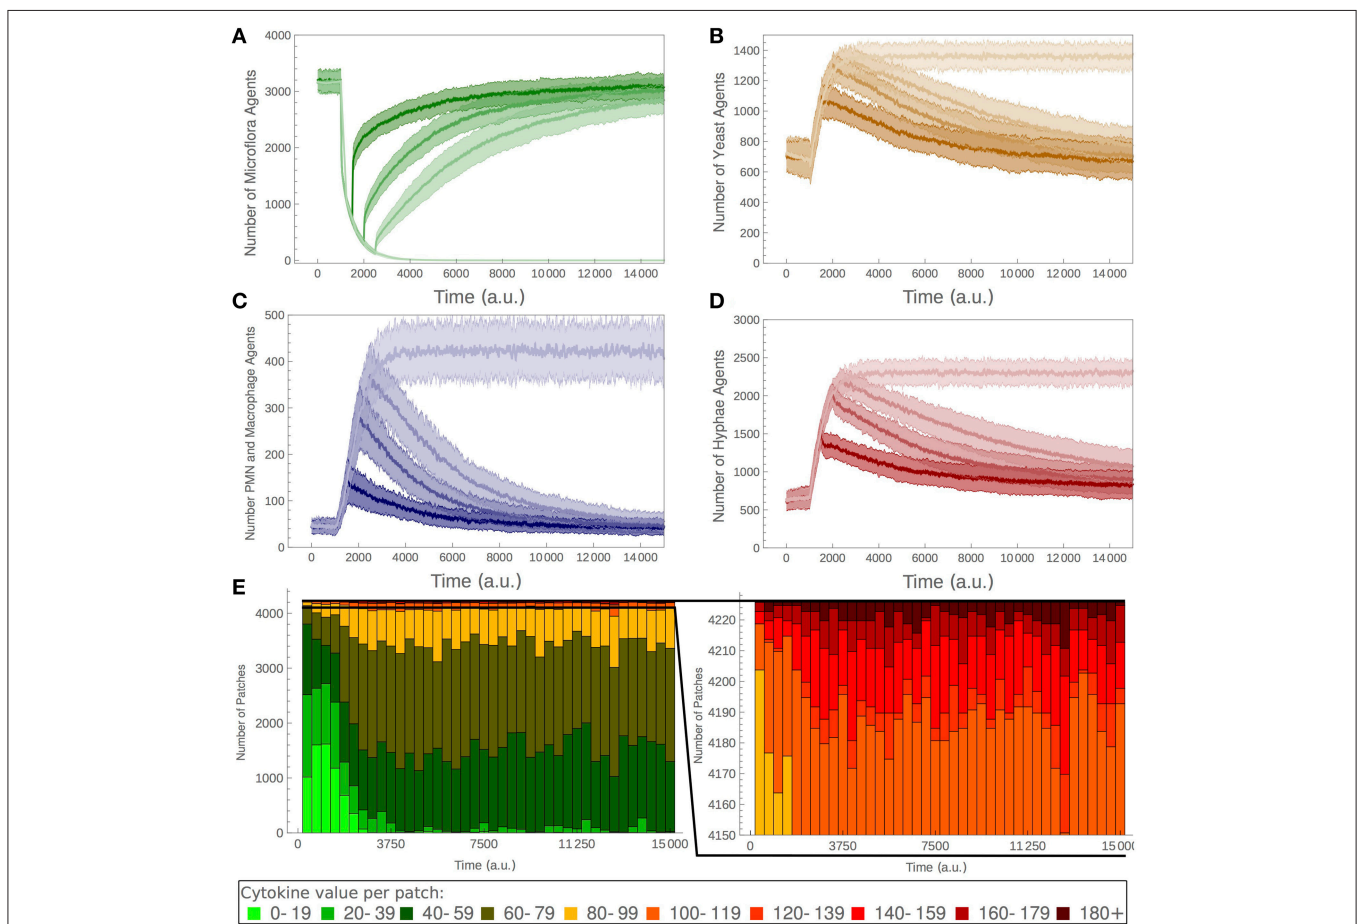 A
4000
3000
2000
1000
0
Number of Microflora Agents
0 2000 4000 6000 8000 10000 12000 14000
Time (a.u.)
B
1400
1200
1000
800
600
400
200
0
Number of Yeast Agents
0 2000 4000 6000 8000 10000 12000 14000
Time (a.u.)
C
500
400
300
200
100
0
Number PMN and Macrophage Agents
0 2000 4000 6000 8000 10000 12000 14000
Time (a.u.)
D
3000
2500
2000
1500
1000
500
0
Number of Hyphae Agents
0 2000 4000 6000 8000 10000 12000 14000
Time (a.u.)
E
4000
3000
2000
1000
0
Number of Patches
0 3750 7500 11250 15000
Time (a.u.)
4220
4210
4200
4190
4180
4170
4160
4150
Number of Patches
0 3750 7500 11250 15000
Time (a.u.)
Cytokine value per patch:
0-19 20-39 40-59 60-79 80-99 100-119 120-139 140-159 160-179 180+